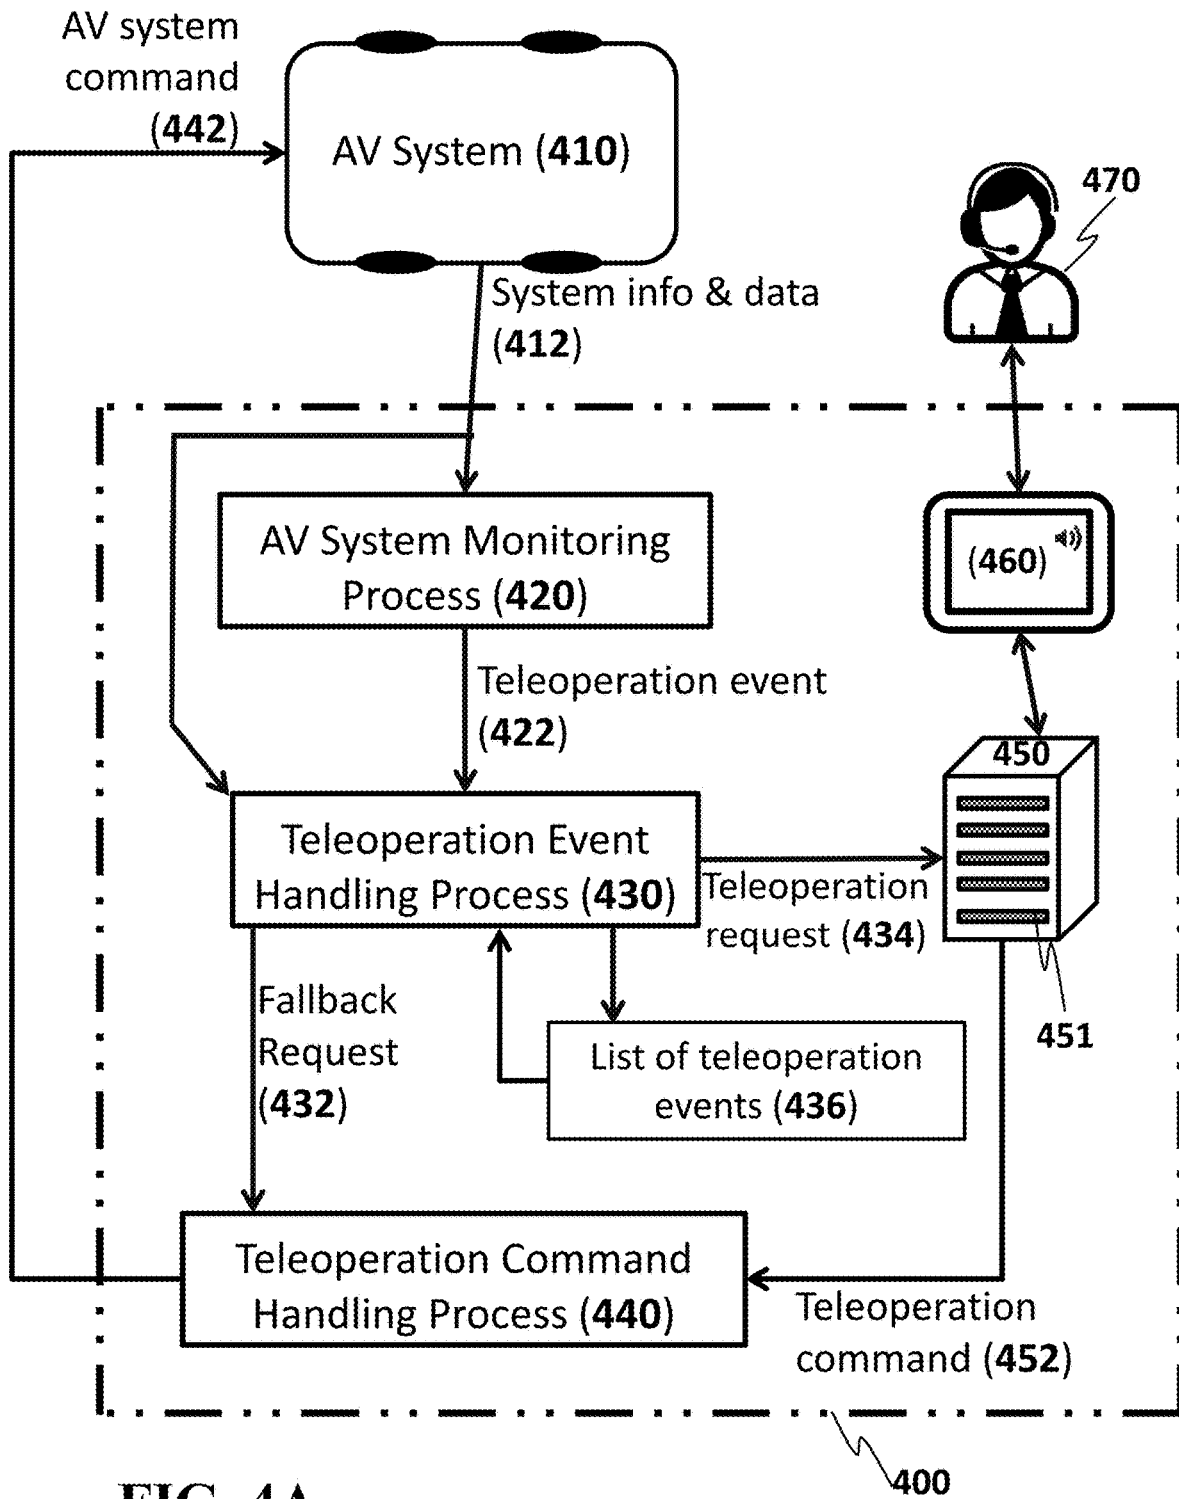 AV system
command
(442)
AV System (410)
470
System info & data
(412)
AV System Monitoring
Process (420)
(460)
Teleoperation event
(422)
450
Teleoperation Event
Handling Process (430)
Teleoperation
request (434)
451
Fallback
Request
(432)
List of teleoperation
events (436)
Teleoperation Command
Handling Process (440)
Teleoperation
command (452)
400
FIG. 4A